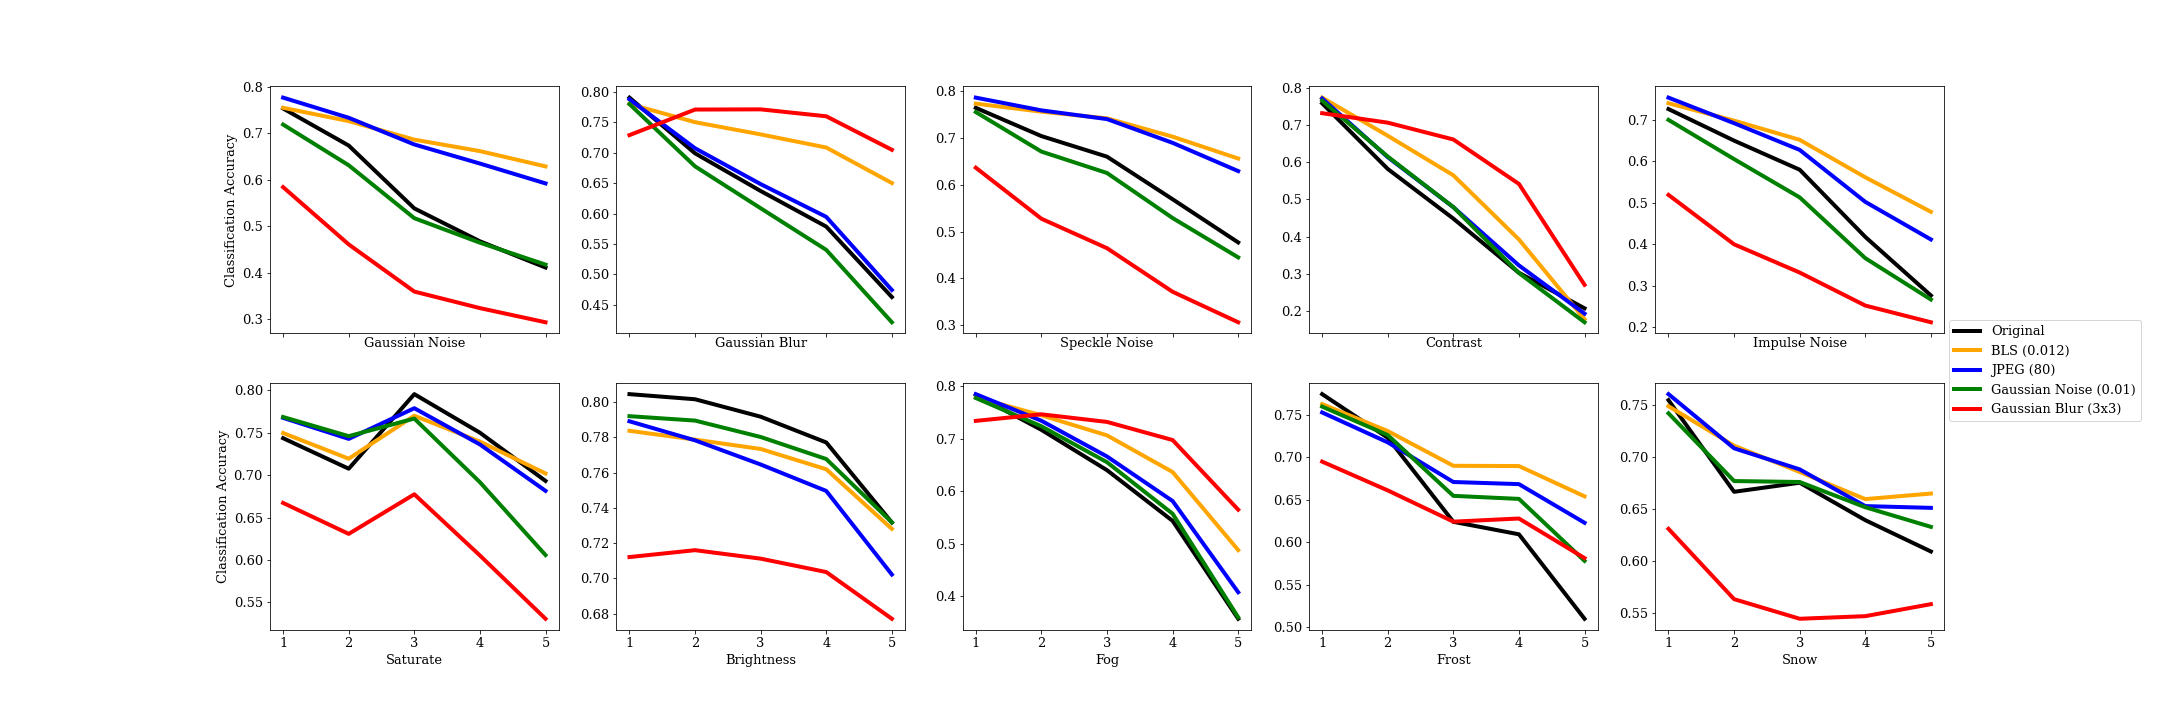 Classification Accuracy
0.8
0.7
0.6
0.5
0.4
0.3
Gaussian Noise
0.80
0.75
0.70
0.65
0.60
0.55
0.50
0.45
Gaussian Blur
0.8
0.7
0.6
0.5
0.4
0.3
Speckle Noise
0.8
0.7
0.6
0.5
0.4
0.3
0.2
Contrast
0.7
0.6
0.5
0.4
0.3
0.2
Impulse Noise
Original
BLS (0.012)
JPEG (80)
Gaussian Noise (0.01)
Gaussian Blur (3x3)
Classification Accuracy
0.80
0.75
0.70
0.65
0.60
0.55
1 2 3 4 5
Saturate
0.80
0.78
0.76
0.74
0.72
0.70
0.68
1 2 3 4 5
Brightness
0.8
0.7
0.6
0.5
0.4
1 2 3 4 5
Fog
0.75
0.70
0.65
0.60
0.55
0.50
1 2 3 4 5
Frost
0.75
0.70
0.65
0.60
0.55
1 2 3 4 5
Snow